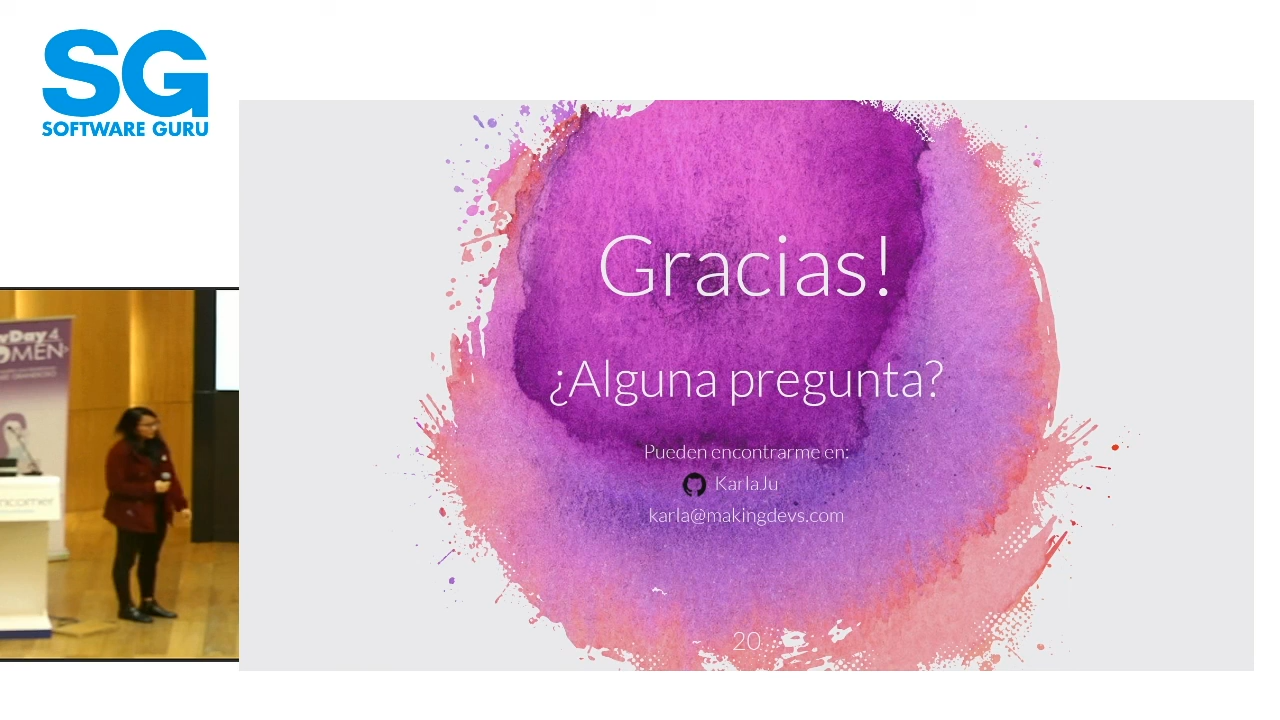 SG
SOFTWARE GURU
Gracias!
¿Alguna pregunta?
Pueden encontrarme en:
KarlaJu
karla@makingdevs.com
20